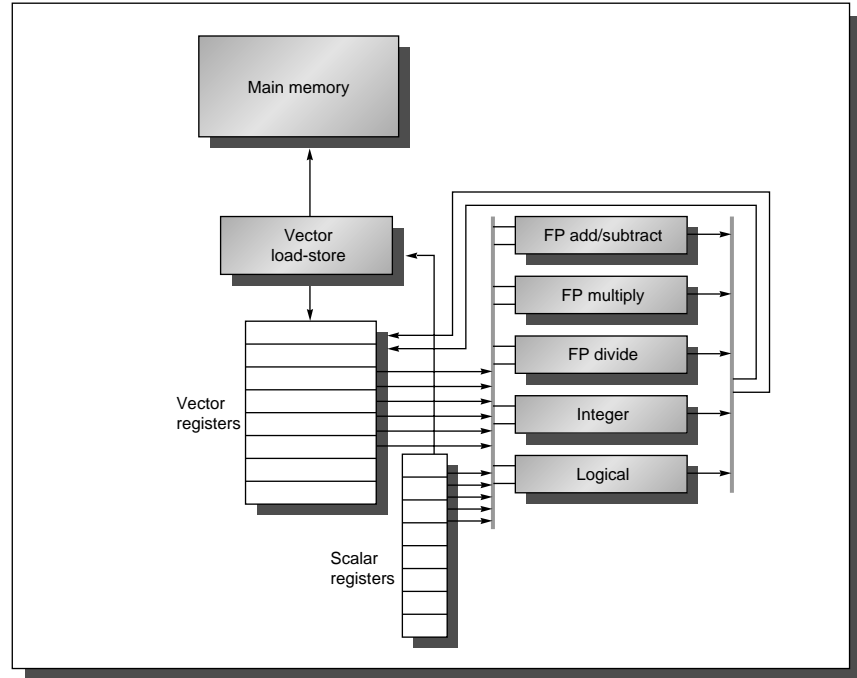 Main memory
Vector
load-store
FP add/subtract
FP multiply
FP divide
Integer
Logical
Vector
registers
Scalar
registers